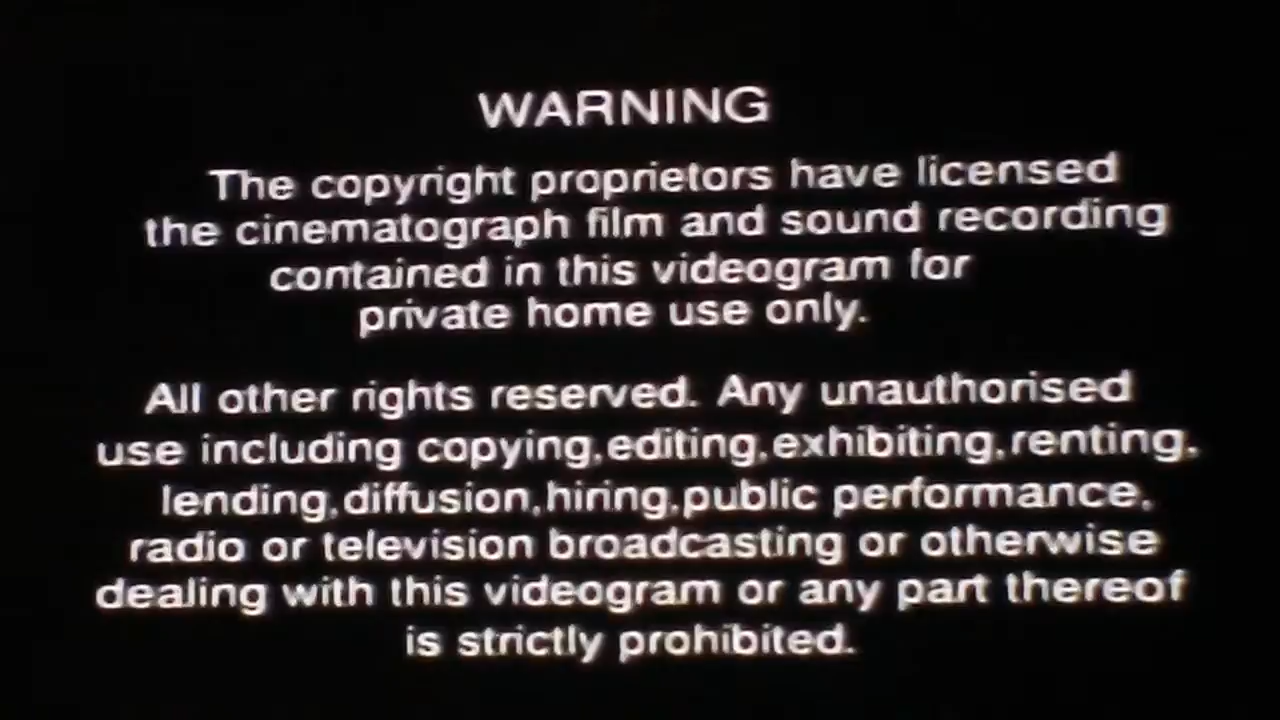 WARNING
The copyright proprietors have licensed
the cinematograph film and sound recording
contained in this videogram for
private home use only.
All other rights reserved. Any unauthorised
use including copying,editing,exhibiting,renting,
lending,diffusion,hiring,public performance,
radio or television broadcasting or otherwise
dealing with this videogram or any part thereof
is strictly prohibited.